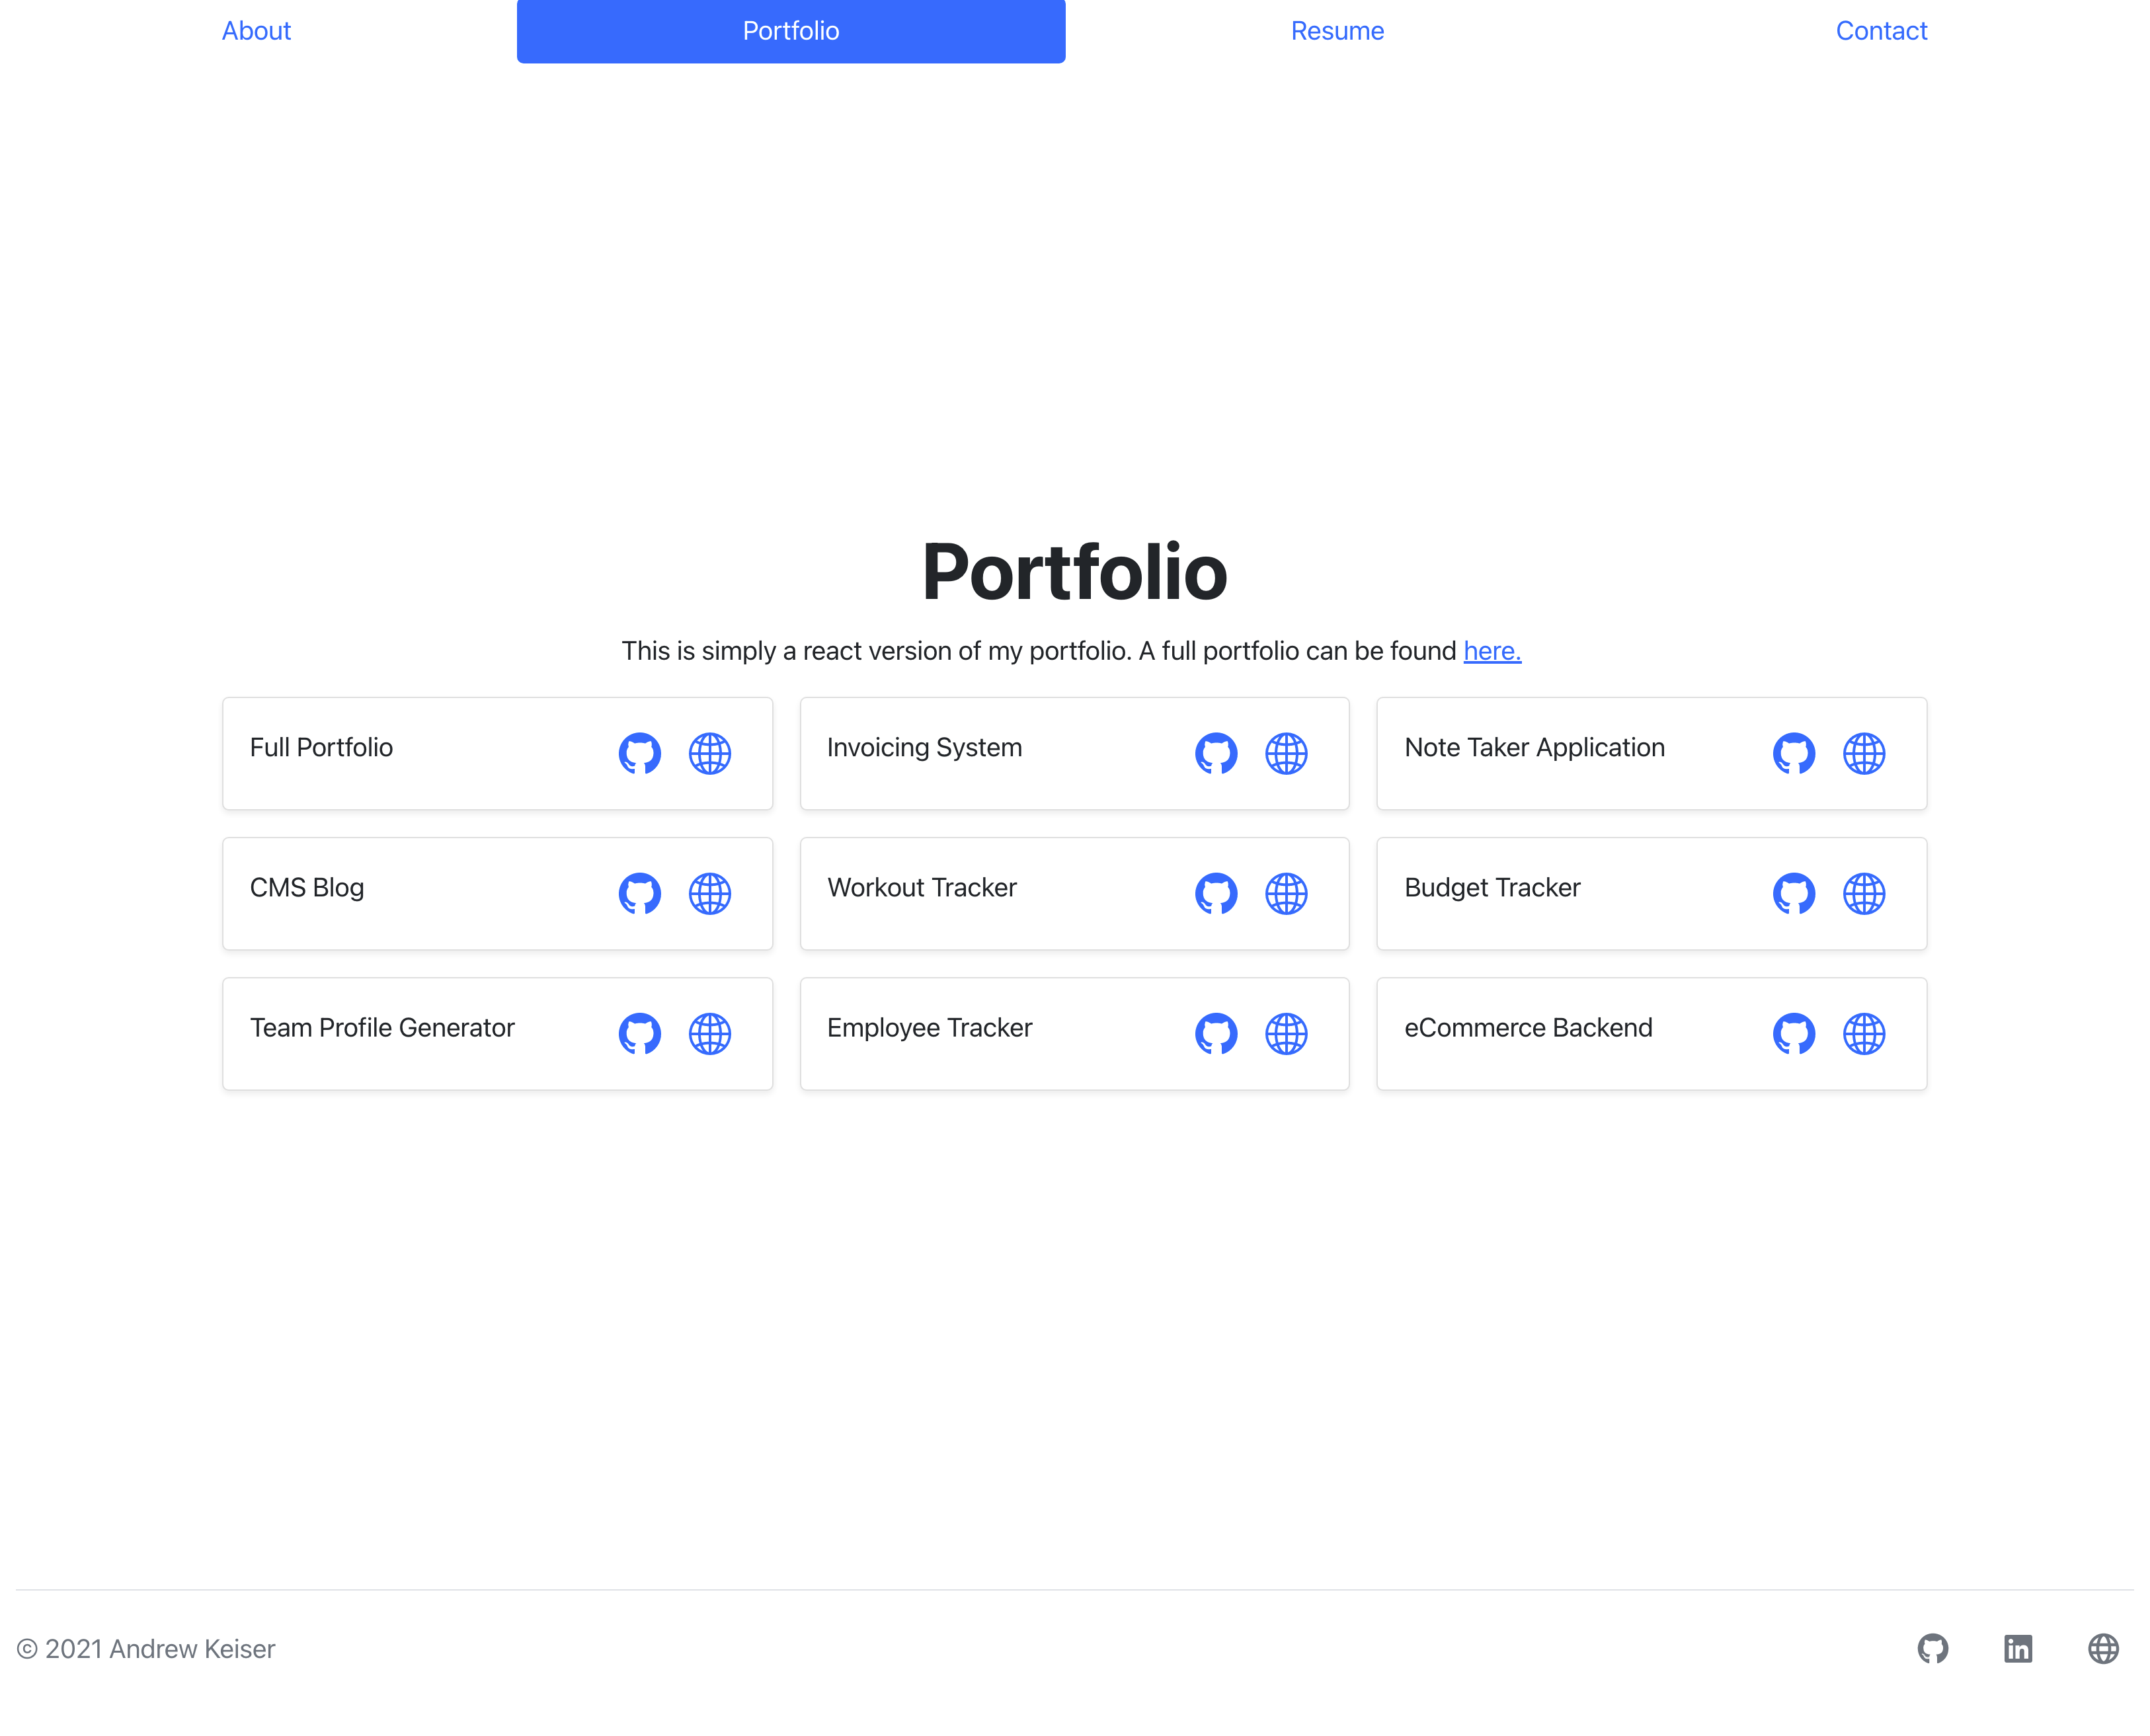 About Portfolio Resume Contact
Portfolio
This is simply a react version of my portfolio. A full portfolio can be found here.
Full Portfolio
Invoicing System
Note Taker Application
CMS Blog
Workout Tracker
Budget Tracker
Team Profile Generator
Employee Tracker
eCommerce Backend
© 2021 Andrew Keiser
in